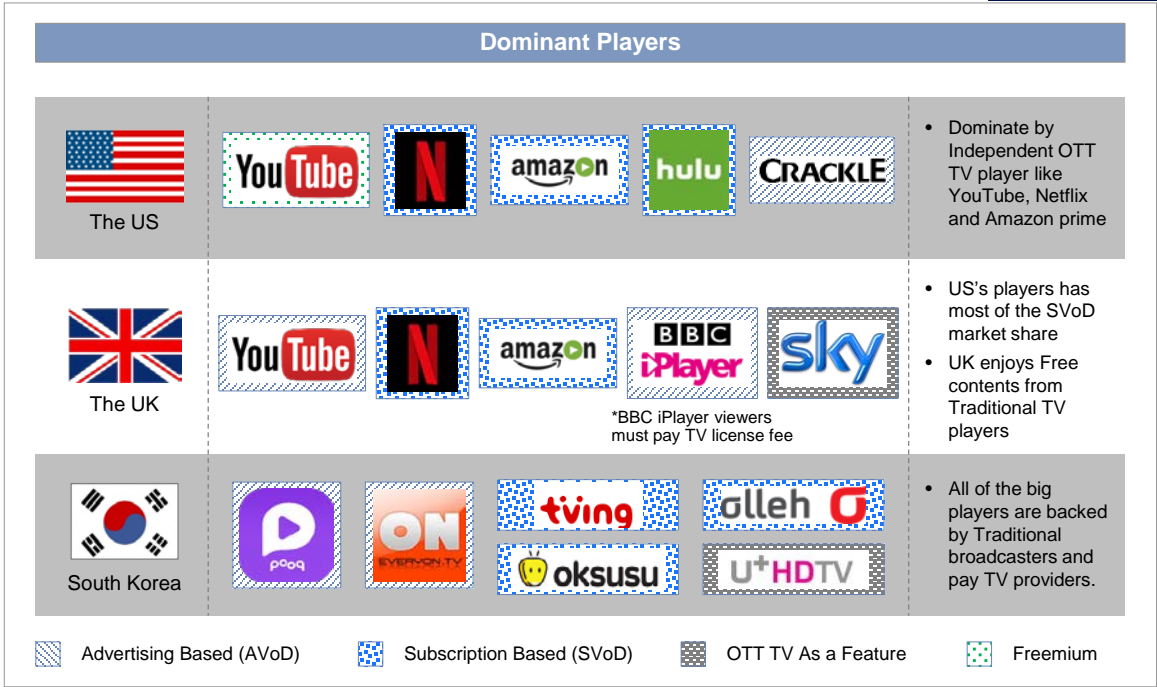 Dominant Players
YouTube
N
amazon
hulu
CRACKLE
The US
• Dominate by
Independent OTT
TV player like
YouTube, Netflix
and Amazon prime
YouTube
N
amazon
BBC
iPlayer
sky
The UK
*BBC iPlayer viewers
must pay TV license fee
• US's players has
most of the SVoD
market share
• UK enjoys Free
contents from
Traditional TV
players
pooq
ON
EVERYON.TV
tving
olleh
oksusu
U+HDTV
South Korea
• All of the big
players are backed
by Traditional
broadcasters and
pay TV providers.
Advertising Based (AVoD)
Subscription Based (SVoD)
OTT TV As a Feature
Freemium